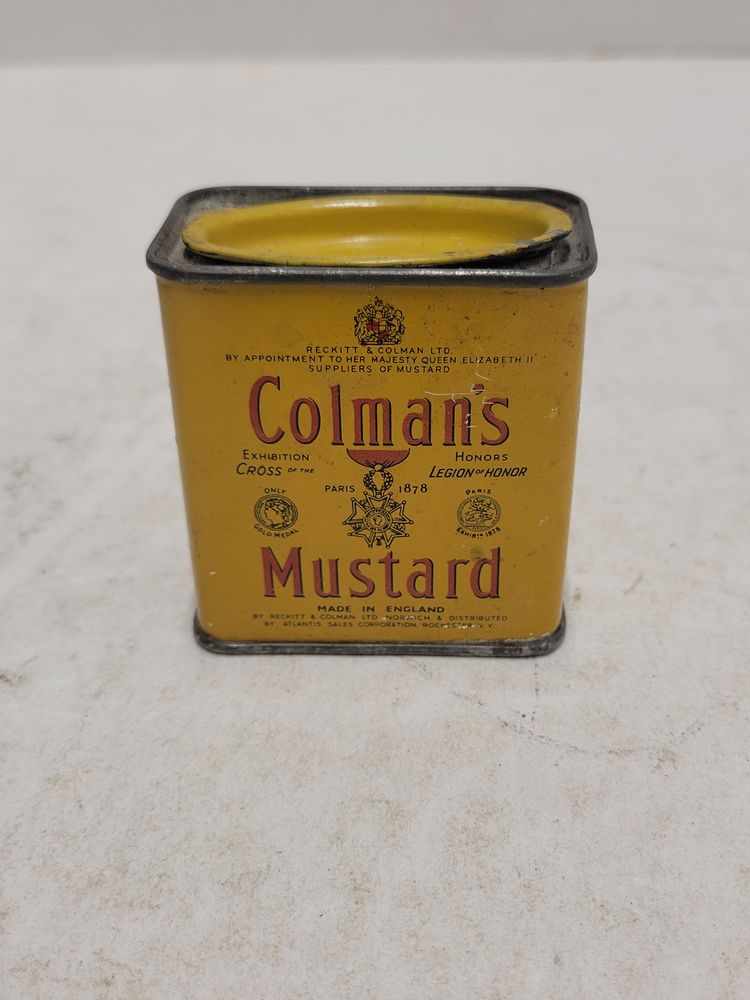 RECKITT & COLMAN LTD.
BY APPOINTMENT TO HER MAJESTY QUEEN ELIZABETH II
SUPPLIERS OF MUSTARD
Colman's
EXHIBITION HONORS
CROSS OF THE LEGION OF HONOR
PARIS 1878
ONLY
GOLD MEDAL
PARIS
EXHIBN 1878
Mustard
MADE IN ENGLAND
BY RECKITT & COLMAN LTD NORWICH & DISTRIBUTED
BY ATLANTIS SALES CORPORATION, ROCHESTER, N.Y.